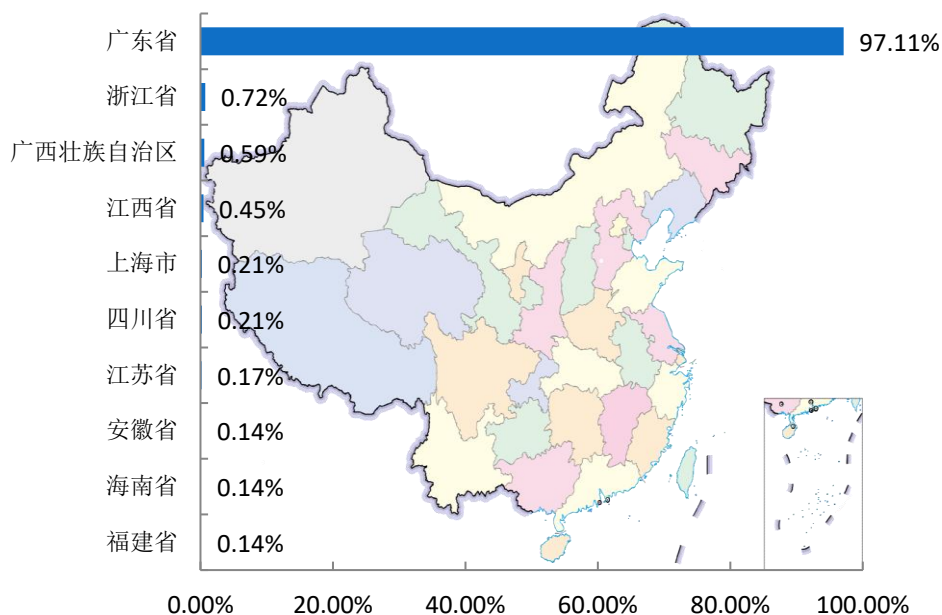 广东省 97.11%
浙江省 0.72%
广西壮族自治区 0.59%
江西省 0.45%
上海市 0.21%
四川省 0.21%
江苏省 0.17%
安徽省 0.14%
海南省 0.14%
福建省 0.14%
0.00% 20.00% 40.00% 60.00% 80.00% 100.00%